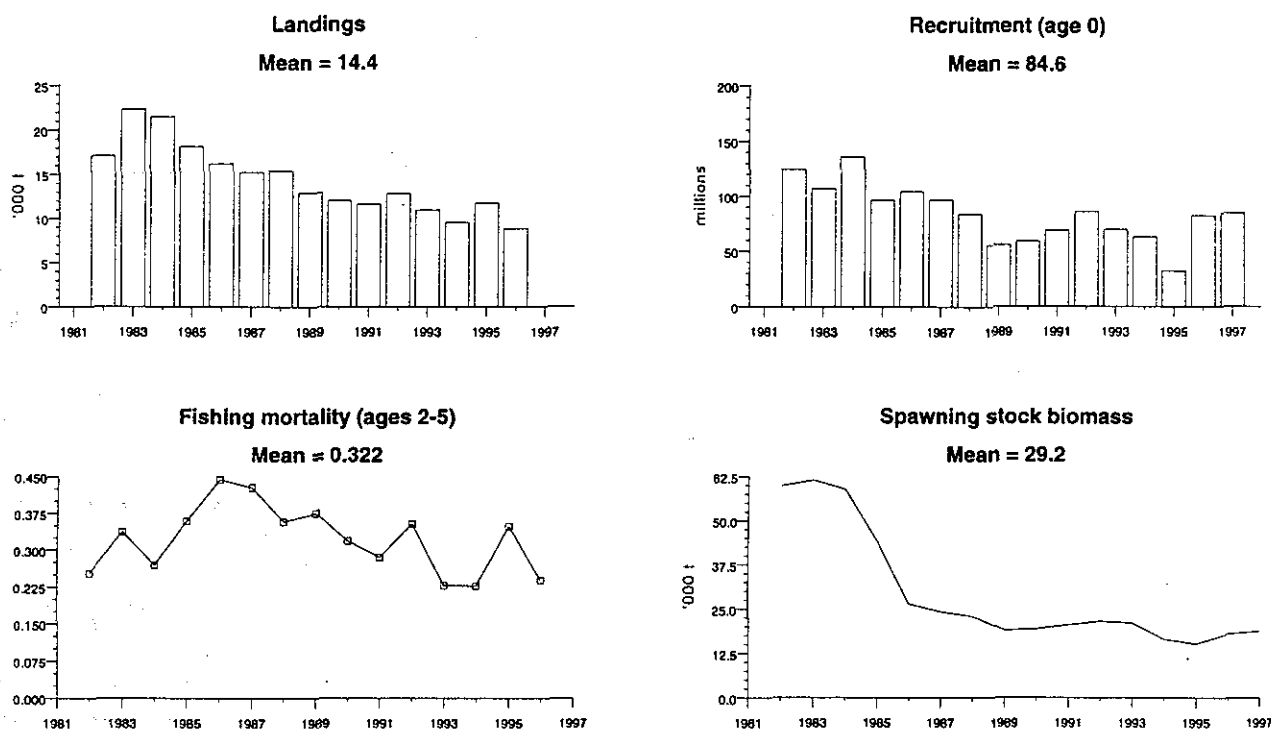 Landings
Mean = 14.4
25
20
15
10
5
0
'000 t
1981 1983 1985 1987 1989 1991 1993 1995 1997
Recruitment (age 0)
Mean = 84.6
200
150
100
50
0
millions
1981 1983 1985 1987 1989 1991 1993 1995 1997
Fishing mortality (ages 2-5)
Mean = 0.322
0.450
0.375
0.300
0.225
0.150
0.075
0.000
1981 1983 1985 1987 1989 1991 1993 1995 1997
Spawning stock biomass
Mean = 29.2
62.5
50.0
37.5
25.0
12.5
0.0
'000 t
1981 1983 1985 1987 1989 1991 1993 1995 1997